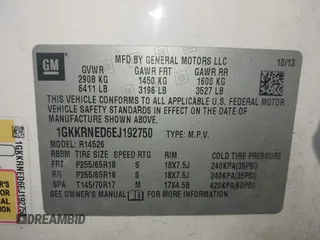 GM
MFD BY GENERAL MOTORS LLC
10/13
GVWR GAWR FRT GAWR RR
2908 KG 1450 KG 1600 KG
6411 LB 3196 LB 3527 LB
THIS VEHICLE CONFORMS TO ALL APPLICABLE U.S.
FEDERAL MOTOR VEHICLE SAFETY AND THEFT
PREVENTION STANDARDS IN EFFECT ON THE DATE OF
MANUFACTURE SHOWN ABOVE.
1GKKRNED6EJ192750 TYPE: M.P.V.
MODEL: R14526
TIRE SIZE SPEED RTG RIM COLD TIRE PRESSURE
FRT P255/65R18 S 18X7.5J 240KPA(35PSI)
RR P255/65R18 S 18X7.5J 240KPA(35PSI)
SPA T145/70R17 M 17X4.5B 420KPA(60PSI)
1GKKRNED6EJ192750
DREAMBID